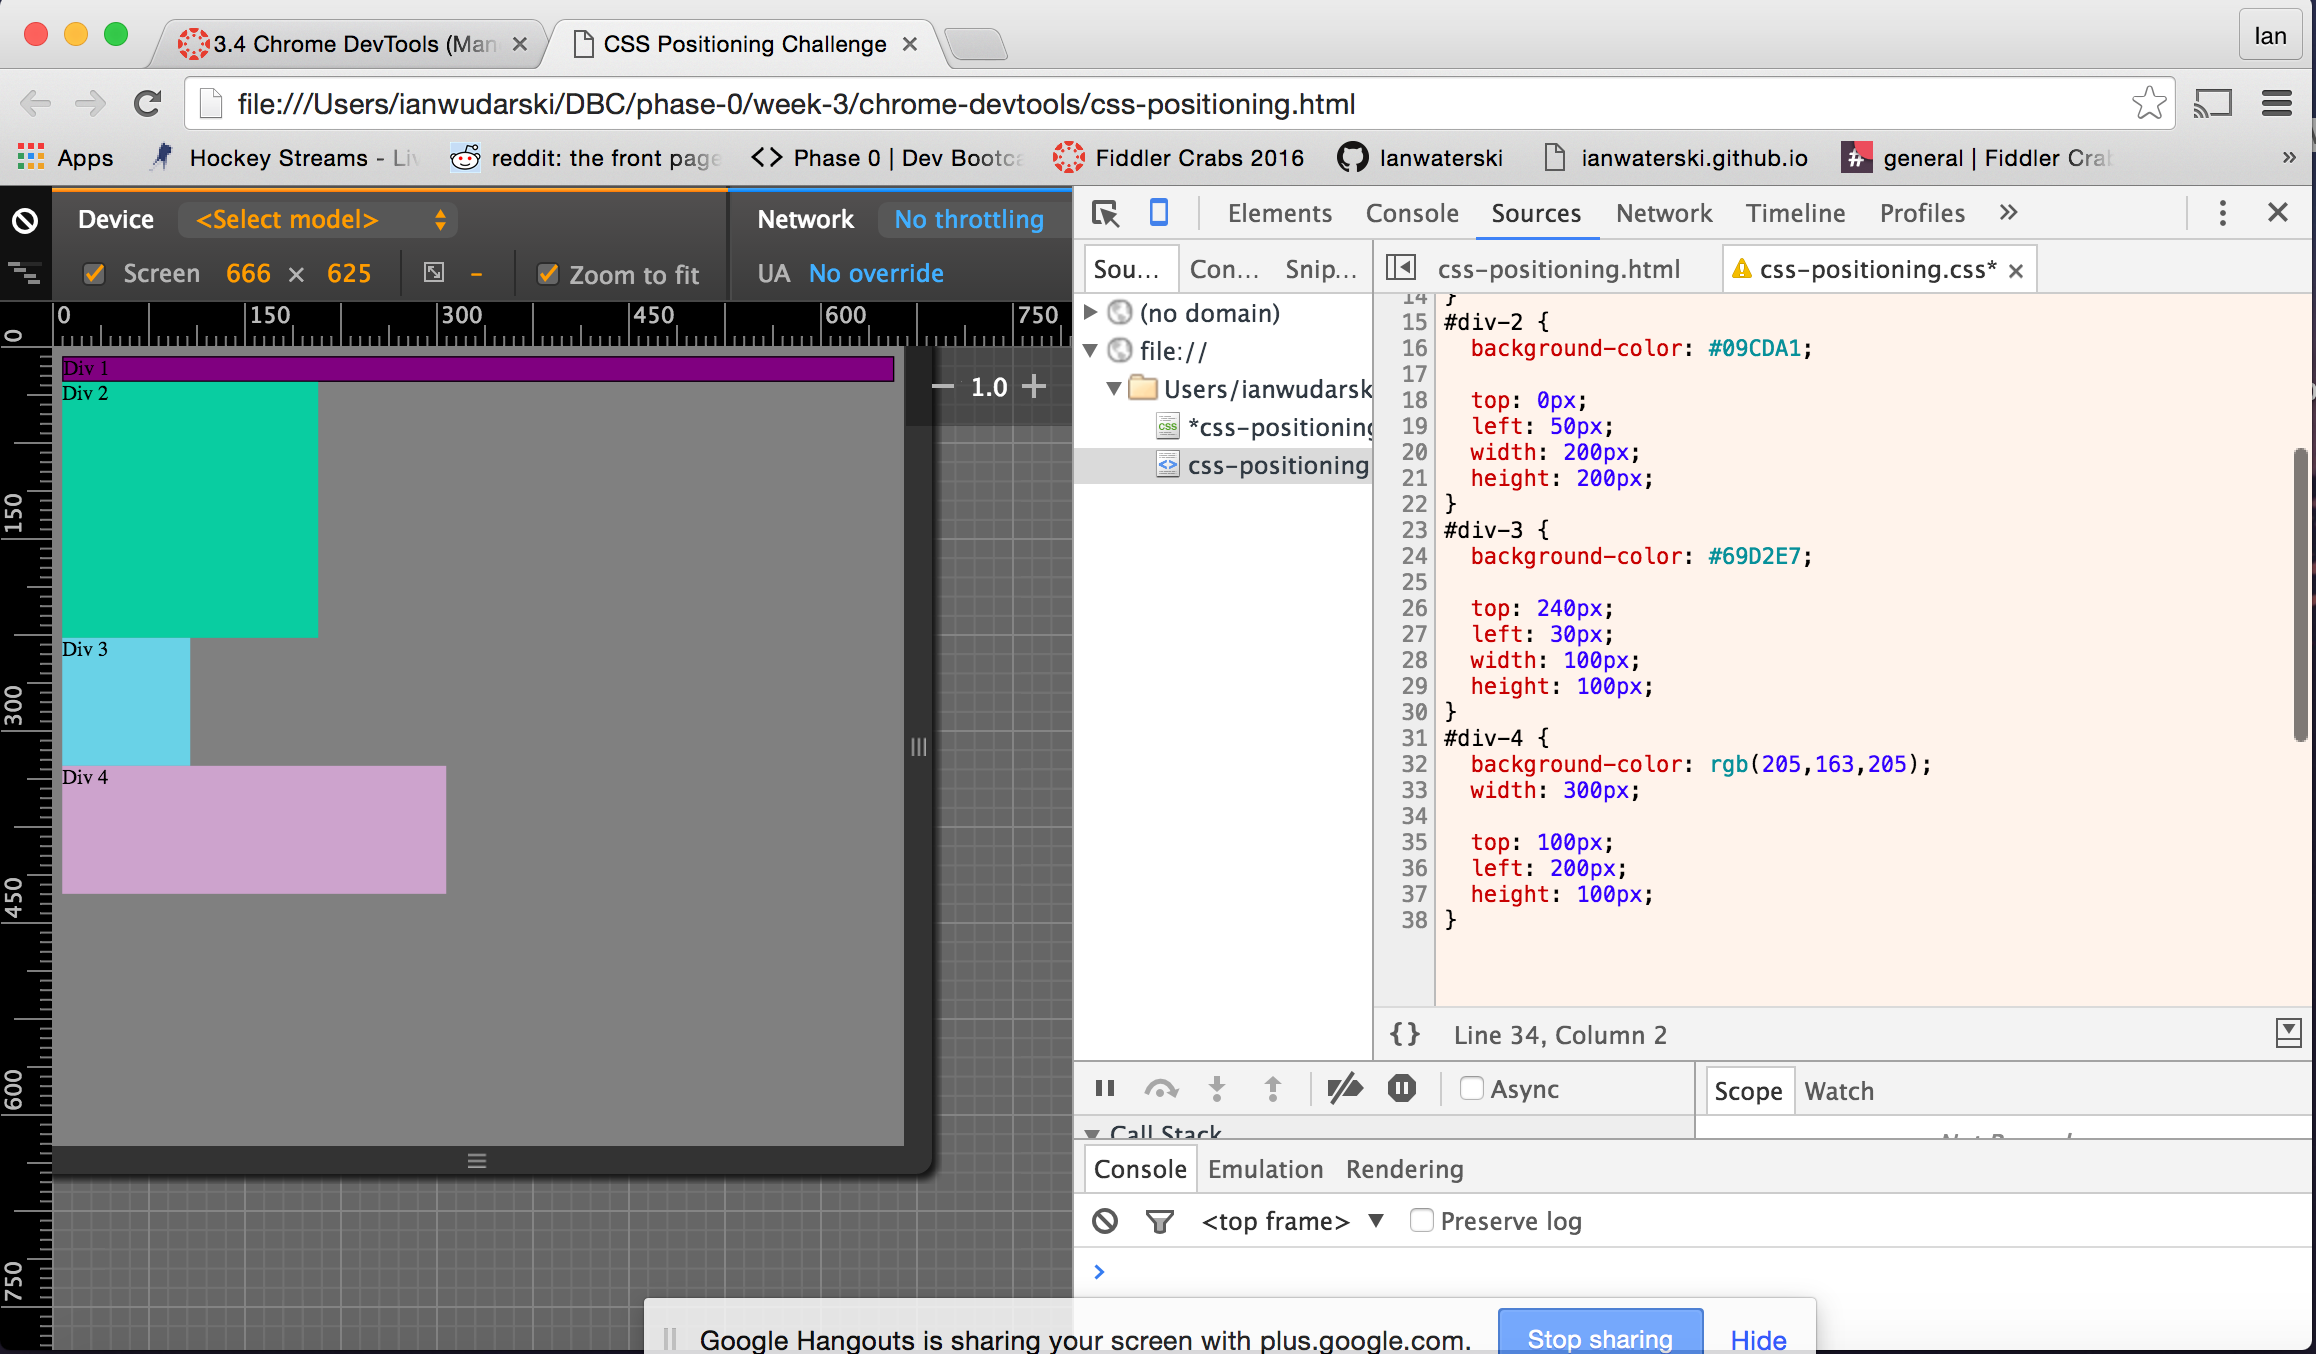 3.4 Chrome DevTools (Man
CSS Positioning Challenge
Ian
file:///Users/ianwudarski/DBC/phase-0/week-3/chrome-devtools/css-positioning.html
Apps
Hockey Streams - Liv
reddit: the front page
<> Phase 0 | Dev Bootca
Fiddler Crabs 2016
Ianwaterski
ianwaterski.github.io
# general | Fiddler Crab
»
Device <Select model>
Network No throttling
Screen 666 × 625
– Zoom to fit
UA No override
0 150 300 450 600 750
0
150
300
450
600
750
Div 1
Div 2
Div 3
Div 4
− 1.0 +
Elements Console Sources Network Timeline Profiles »
Sou... Con... Snip...
css-positioning.html
css-positioning.css* ×
(no domain)
file://
Users/ianwudarsk
*css-positioning
css-positioning
14 }
15 #div-2 {
16 background-color: #09CDA1;
17
18 top: 0px;
19 left: 50px;
20 width: 200px;
21 height: 200px;
22 }
23 #div-3 {
24 background-color: #69D2E7;
25
26 top: 240px;
27 left: 30px;
28 width: 100px;
29 height: 100px;
30 }
31 #div-4 {
32 background-color: rgb(205,163,205);
33 width: 300px;
34
35 top: 100px;
36 left: 200px;
37 height: 100px;
38 }
{} Line 34, Column 2
Async
Scope Watch
Call Stack
Console Emulation Rendering
<top frame> ▼ Preserve log
>
Google Hangouts is sharing your screen with plus.google.com.
Stop sharing
Hide